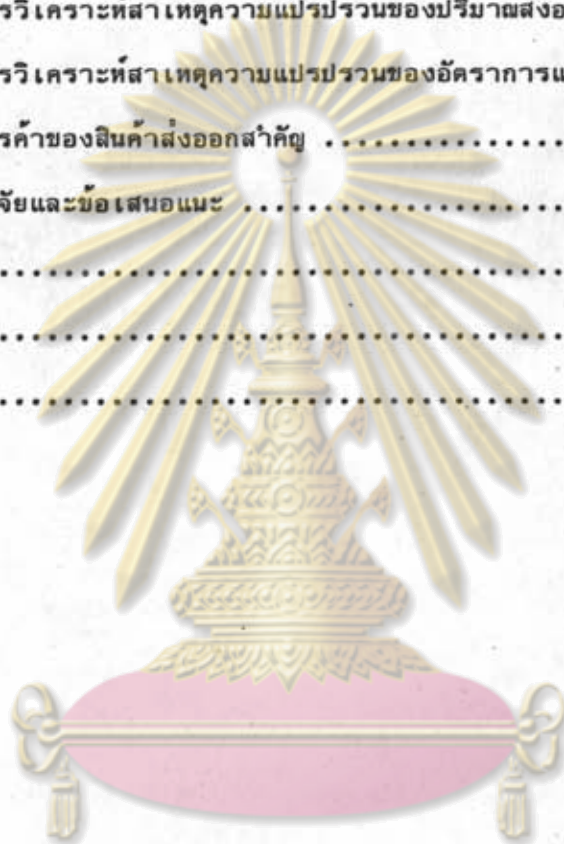 รวิเคราะห์สาเหตุความแปรปรวนของปริมาณส่งอ
รวิเคราะห์สาเหตุความแปรปรวนของอัตราการแ
รค้าของสินค้าส่งออกสำคัญ ................
จัยและข้อเสนอแนะ ....................
......................................
......................................
......................................